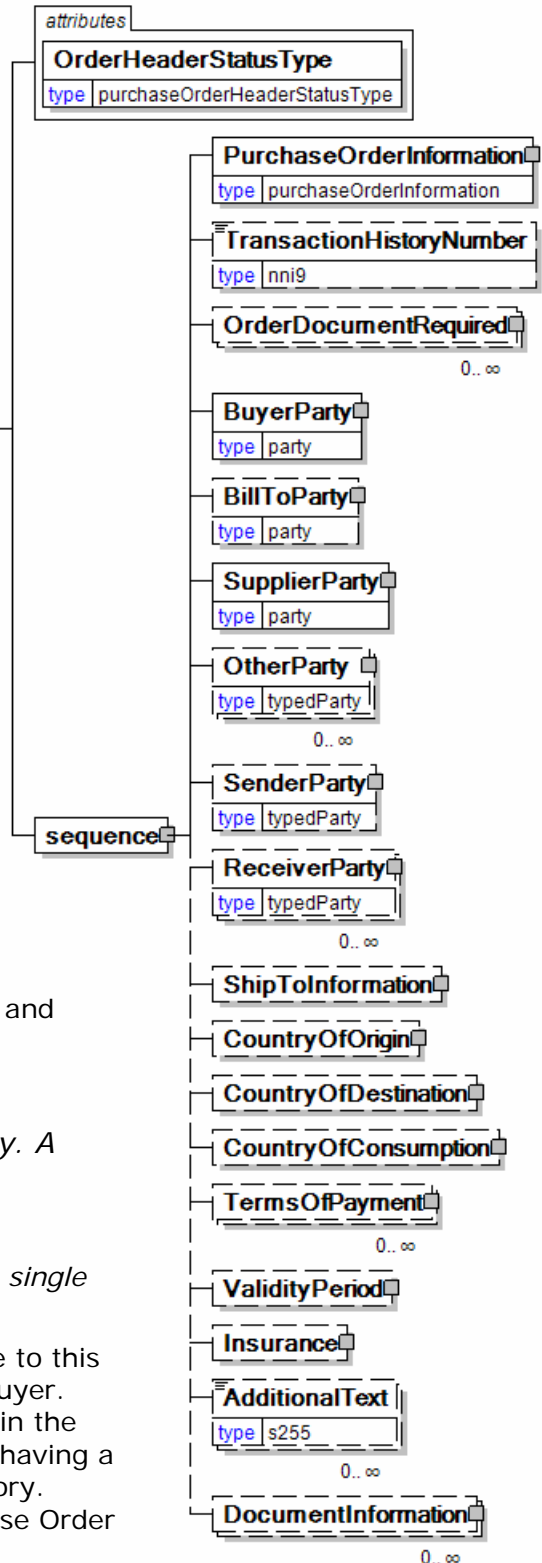 attributes
OrderHeaderStatusType
type purchaseOrderHeaderStatusType
PurchaseOrderInformation
type purchaseOrderInformation
TransactionHistoryNumber
type nni9
OrderDocumentRequired
0.. ∞
BuyerParty
type party
BillToParty
type party
SupplierParty
type party
OtherParty
type typedParty
0.. ∞
SenderParty
type typedParty
sequence
ReceiverParty
type typedParty
0.. ∞
ShipToInformation
and
CountryOfOrigin
CountryOfDestination
y. A
CountryOfConsumption
TermsOfPayment
0.. ∞
single
ValidityPeriod
Insurance
e to this
uyer.
AdditionalText
in the
type s255
having a
0.. ∞
ory.
DocumentInformation
se Order
0.. ∞